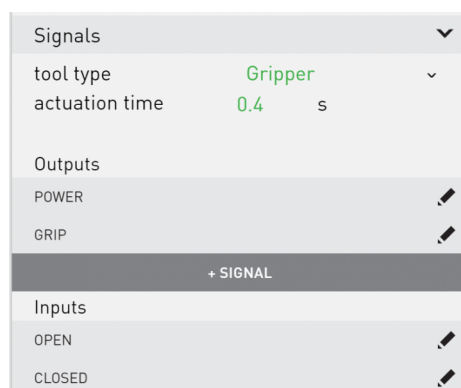 Signals
tool type Gripper
actuation time 0.4 s
Outputs
POWER
GRIP
+ SIGNAL
Inputs
OPEN
CLOSED